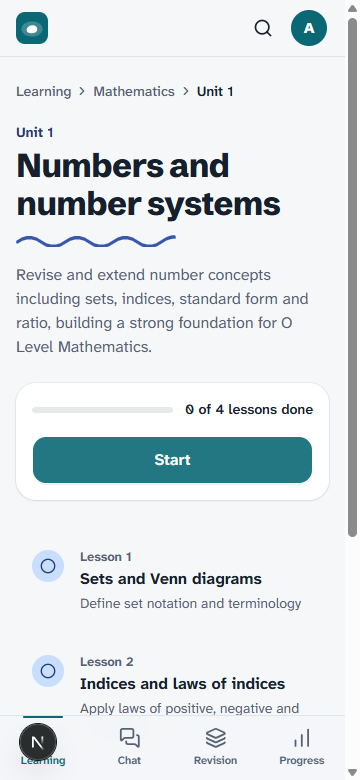 A
Learning > Mathematics > Unit 1
Unit 1
Numbers and
number systems
Revise and extend number concepts
including sets, indices, standard form and
ratio, building a strong foundation for O
Level Mathematics.
0 of 4 lessons done
Start
Lesson 1
Sets and Venn diagrams
Define set notation and terminology
Lesson 2
Indices and laws of indices
Apply laws of positive, negative and
N
Learning Chat Revision Progress